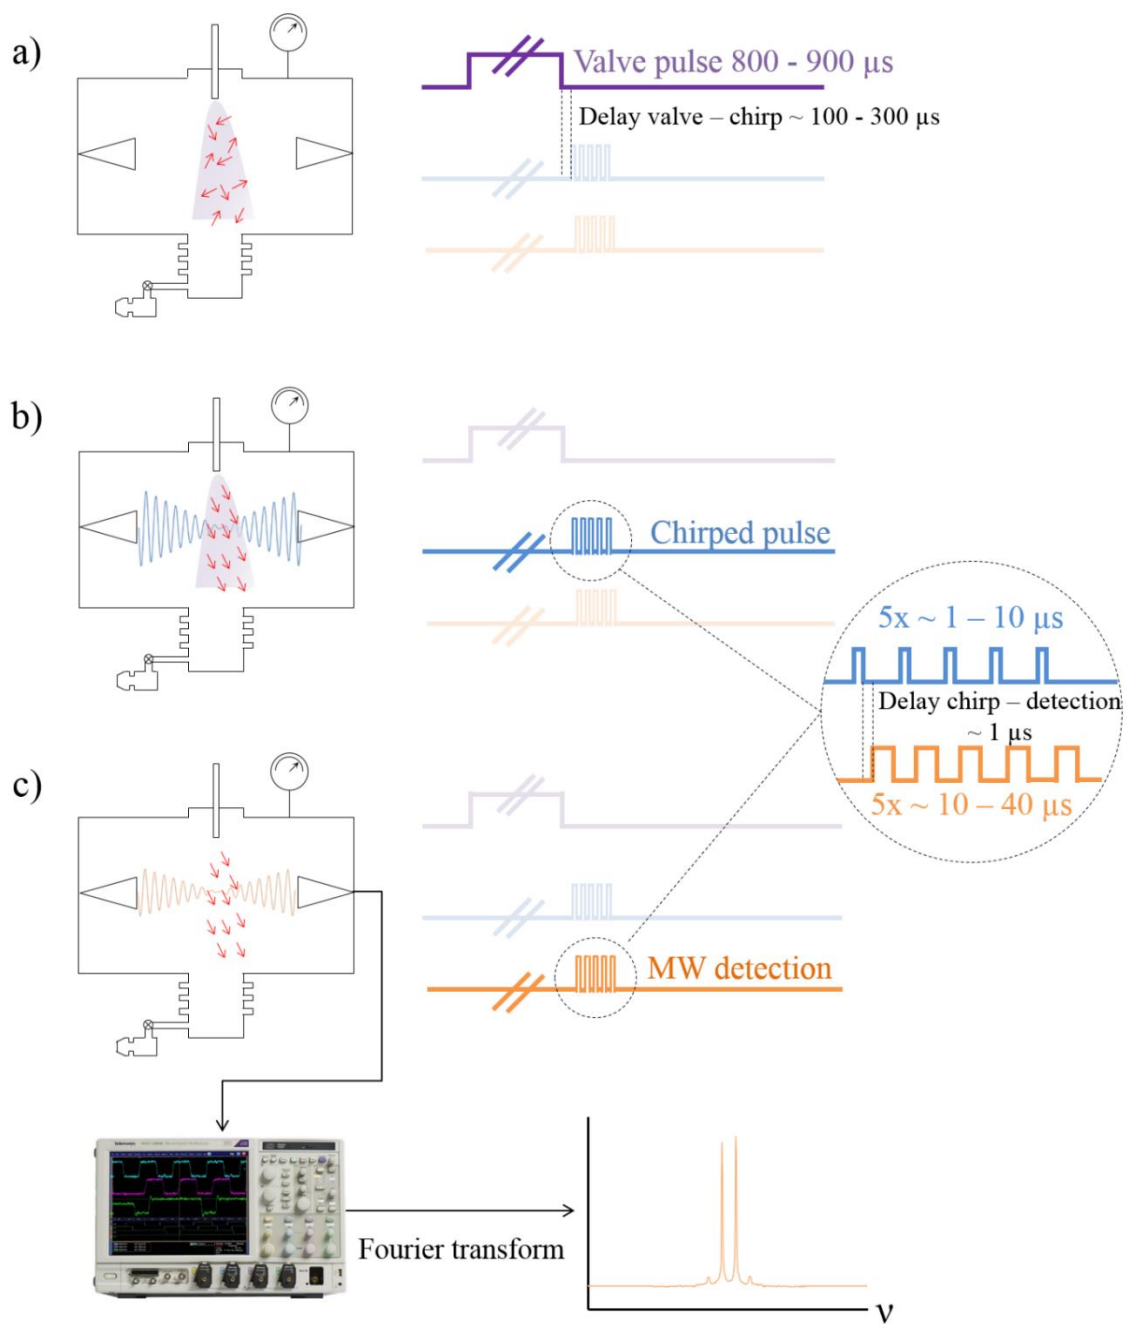 a)
Valve pulse 800 - 900 µs
Delay valve – chirp ~ 100 - 300 µs
b)
Chirped pulse
5x ~ 1 – 10 µs
Delay chirp – detection
~ 1 µs
5x ~ 10 – 40 µs
c)
MW detection
Tektronix
Fourier transform
ν